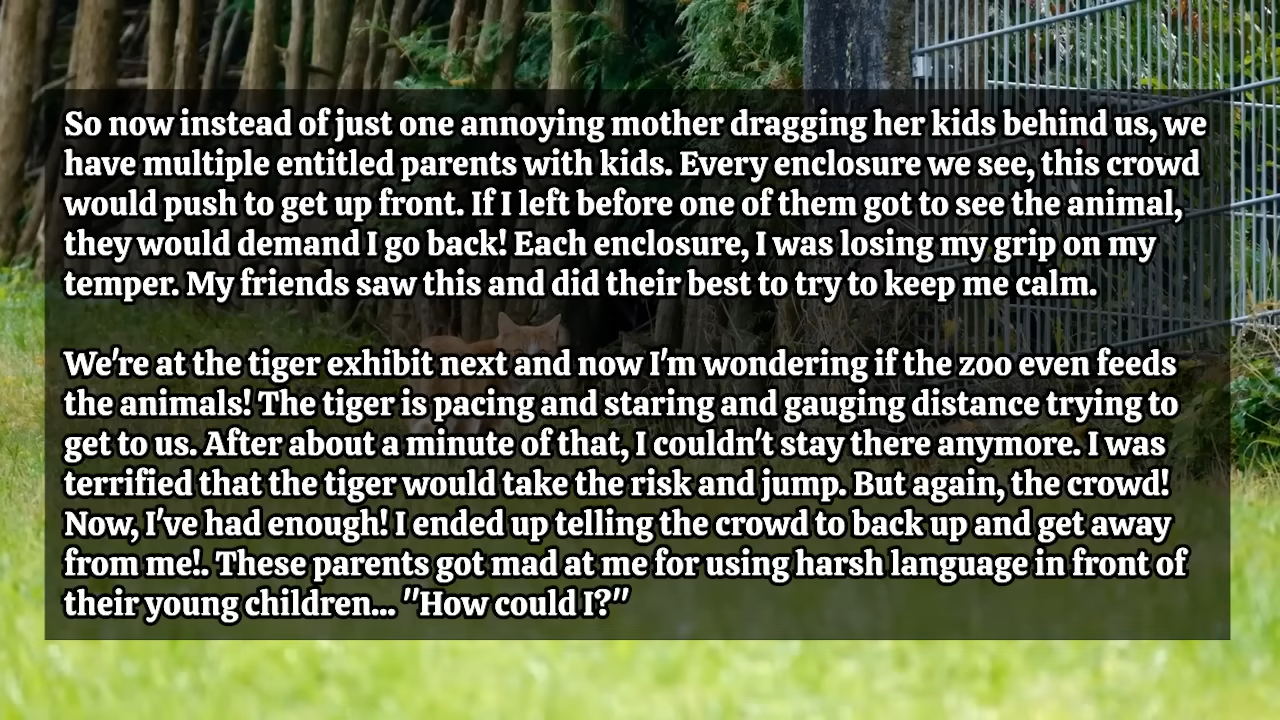 So now instead of just one annoying mother dragging her kids behind us, we
have multiple entitled parents with kids. Every enclosure we see, this crowd
would push to get up front. If I left before one of them got to see the animal,
they would demand I go back! Each enclosure, I was losing my grip on my
temper. My friends saw this and did their best to try to keep me calm.
We're at the tiger exhibit next and now I'm wondering if the zoo even feeds
the animals! The tiger is pacing and staring and gauging distance trying to
get to us. After about a minute of that, I couldn't stay there anymore. I was
terrified that the tiger would take the risk and jump. But again, the crowd!
Now, I've had enough! I ended up telling the crowd to back up and get away
from me!. These parents got mad at me for using harsh language in front of
their young children... "How could I?"